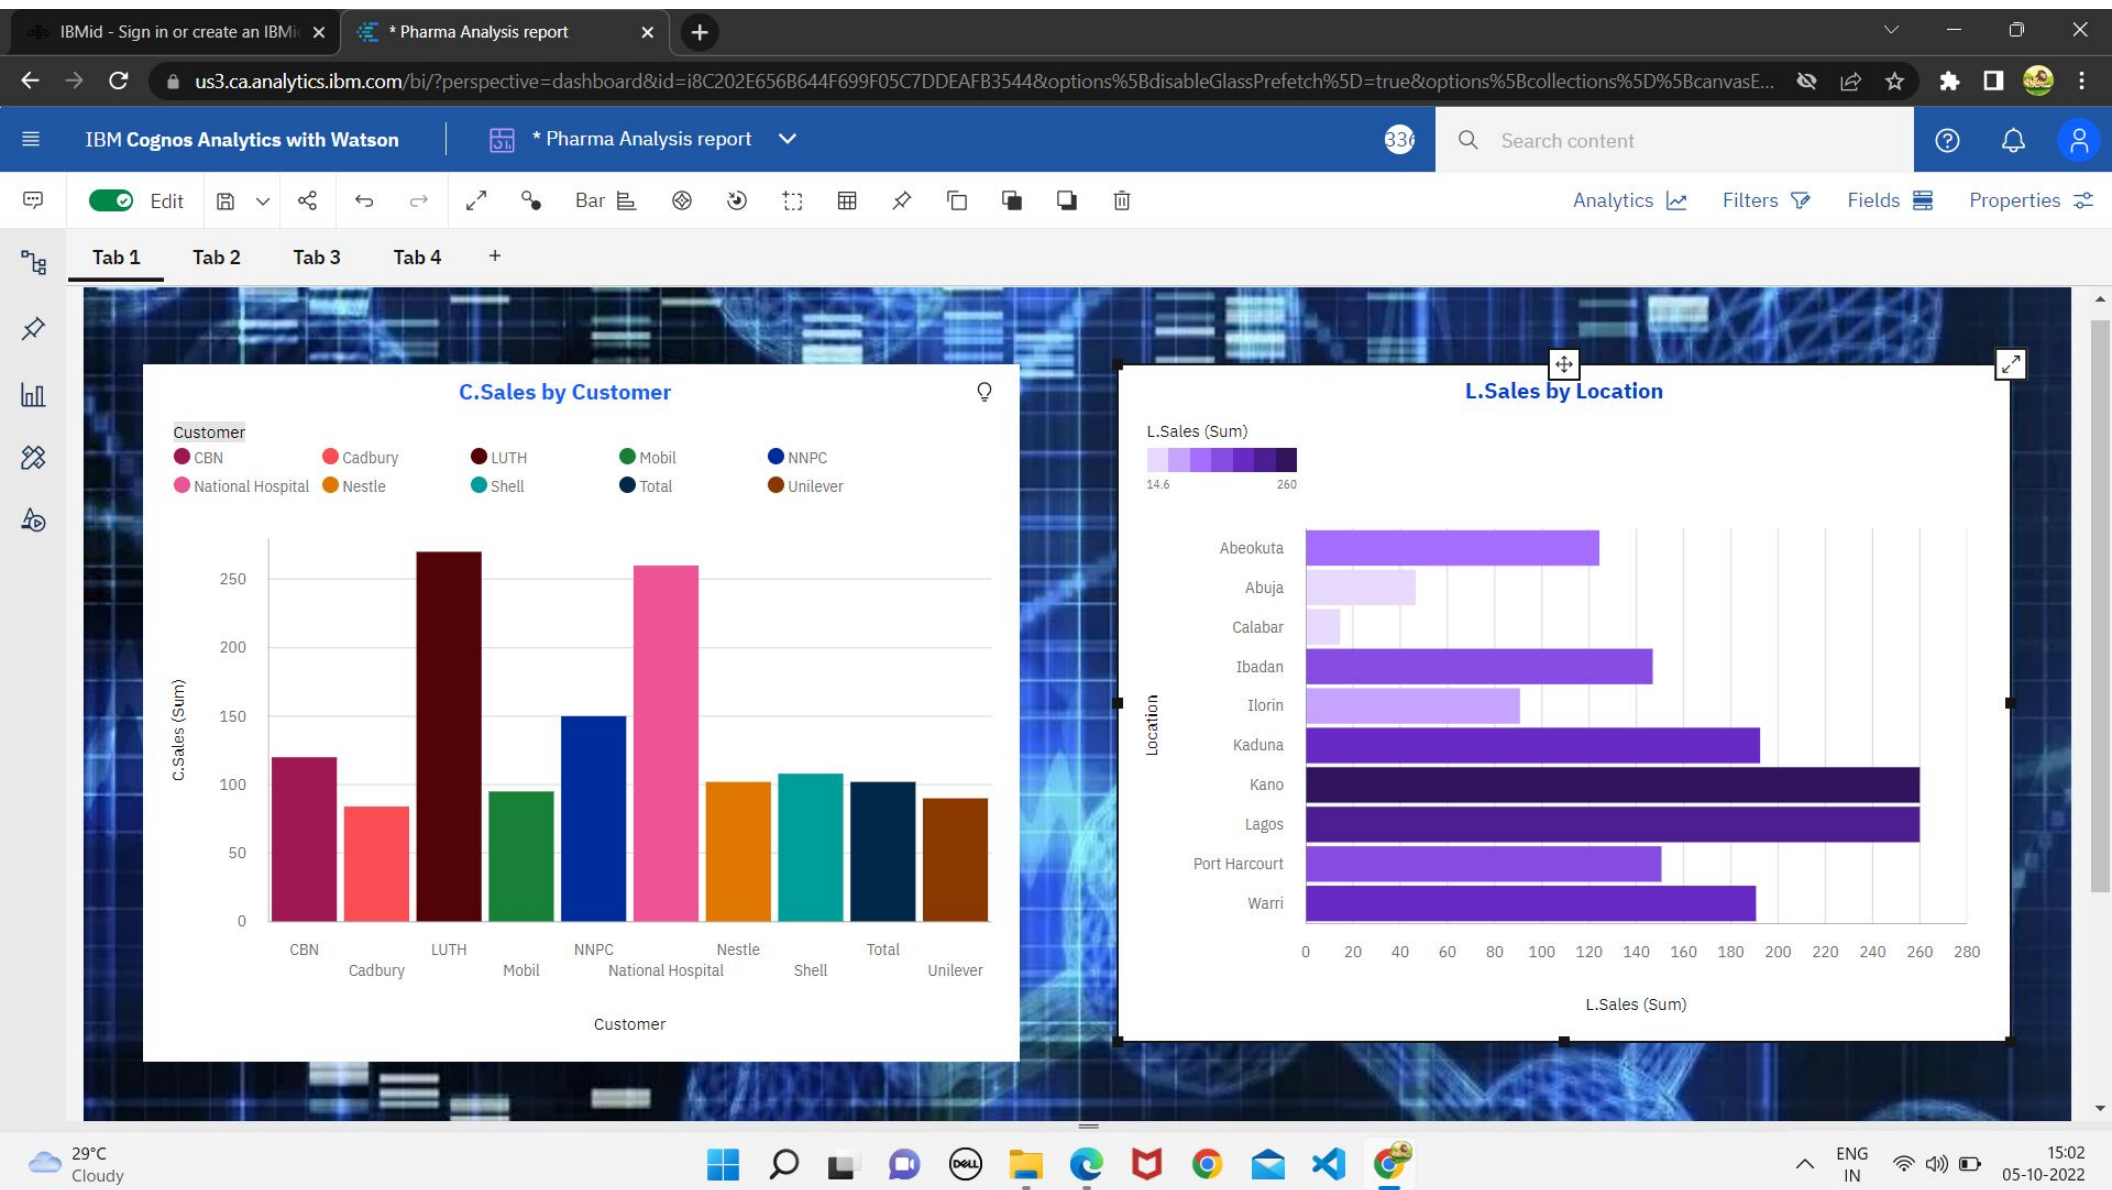 IBMid - Sign in or create an IBMi
* Pharma Analysis report
us3.ca.analytics.ibm.com/bi/?perspective=dashboard&id=i8C202E656B644F699F05C7DDEAFB3544&options%5BdisableGlassPrefetch%5D=true&options%5Bcollections%5D%5BcanvasE...
IBM Cognos Analytics with Watson
* Pharma Analysis report
336
Search content
Edit
Bar
Analytics
Filters
Fields
Properties
Tab 1 Tab 2 Tab 3 Tab 4 +
C.Sales by Customer
Customer
CBN Cadbury LUTH Mobil NNPC
National Hospital Nestle Shell Total Unilever
C.Sales (Sum)
250
200
150
100
50
0
CBN LUTH NNPC Nestle Total
Cadbury Mobil National Hospital Shell Unilever
Customer
L.Sales by Location
L.Sales (Sum)
14.6 260
Location
Abeokuta
Abuja
Calabar
Ibadan
Ilorin
Kaduna
Kano
Lagos
Port Harcourt
Warri
0 20 40 60 80 100 120 140 160 180 200 220 240 260 280
L.Sales (Sum)
29°C
Cloudy
DELL
ENG
IN
15:02
05-10-2022